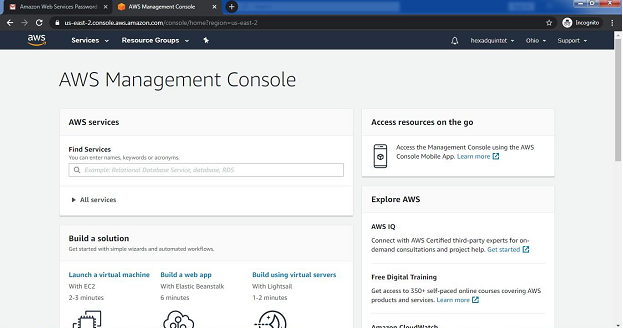 Amazon Web Services Password
AWS Management Console
us-east-2.console.aws.amazon.com/console/home?region=us-east-2
Incognito
aws
Services
Resource Groups
hexadquintet
Ohio
Support
AWS Management Console
AWS services
Find Services
You can enter names, keywords or acronyms.
Example: Relational Database Service, database, RDS
All services
Build a solution
Get started with simple wizards and automated workflows.
Launch a virtual machine
With EC2
2-3 minutes
Build a web app
With Elastic Beanstalk
6 minutes
Build using virtual servers
With Lightsail
1-2 minutes
Access resources on the go
Access the Management Console using the AWS
Console Mobile App. Learn more
Explore AWS
AWS IQ
Connect with AWS Certified third-party experts for on-
demand consultations and project help. Get started
Free Digital Training
Get access to 350+ self-paced online courses covering AWS
products and services. Learn more
Amazon CloudWatch